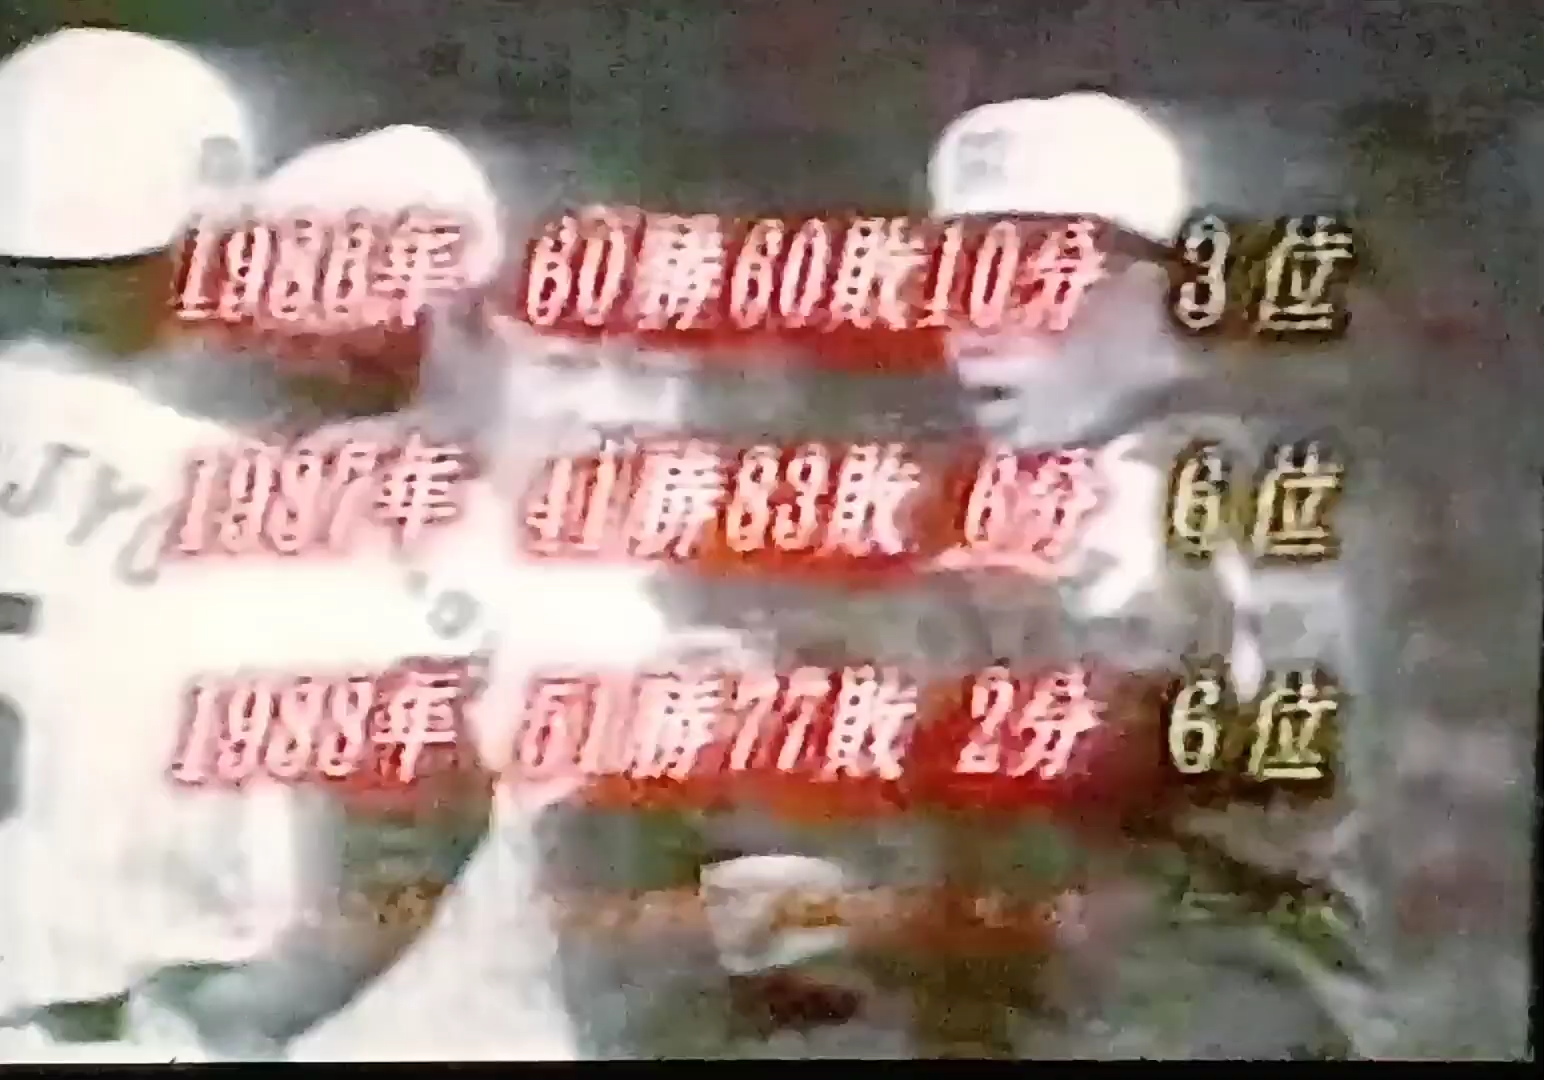 1986年 60勝60敗10分 3位
1987年 41勝83敗 6分 6位
1988年 51勝77敗 2分 6位